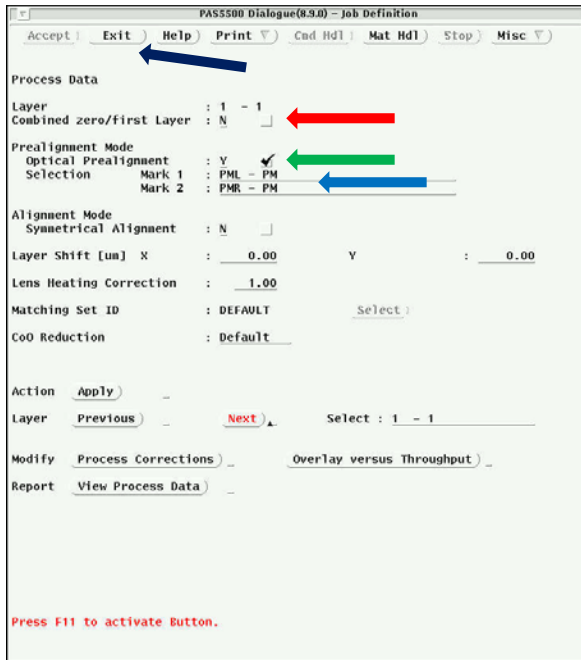 PAS5500 Dialogue(8.9.0) – Job Definition
Accept Exit Help Print Cmd Hdl Mat Hdl Stop Misc
Process Data
Layer : 1 - 1
Combined zero/first Layer : N
Prealignment Mode
Optical Prealignment : Y
Selection Mark 1 : PML - PM
Mark 2 : PMR - PM
Alignment Mode
Symmetrical Alignment : N
Layer Shift [um] X : 0.00 Y : 0.00
Lens Heating Correction : 1.00
Matching Set ID : DEFAULT Select
CoO Reduction : Default
Action Apply
Layer Previous Next Select : 1 - 1
Modify Process Corrections Overlay versus Throughput
Report View Process Data
Press F11 to activate Button.